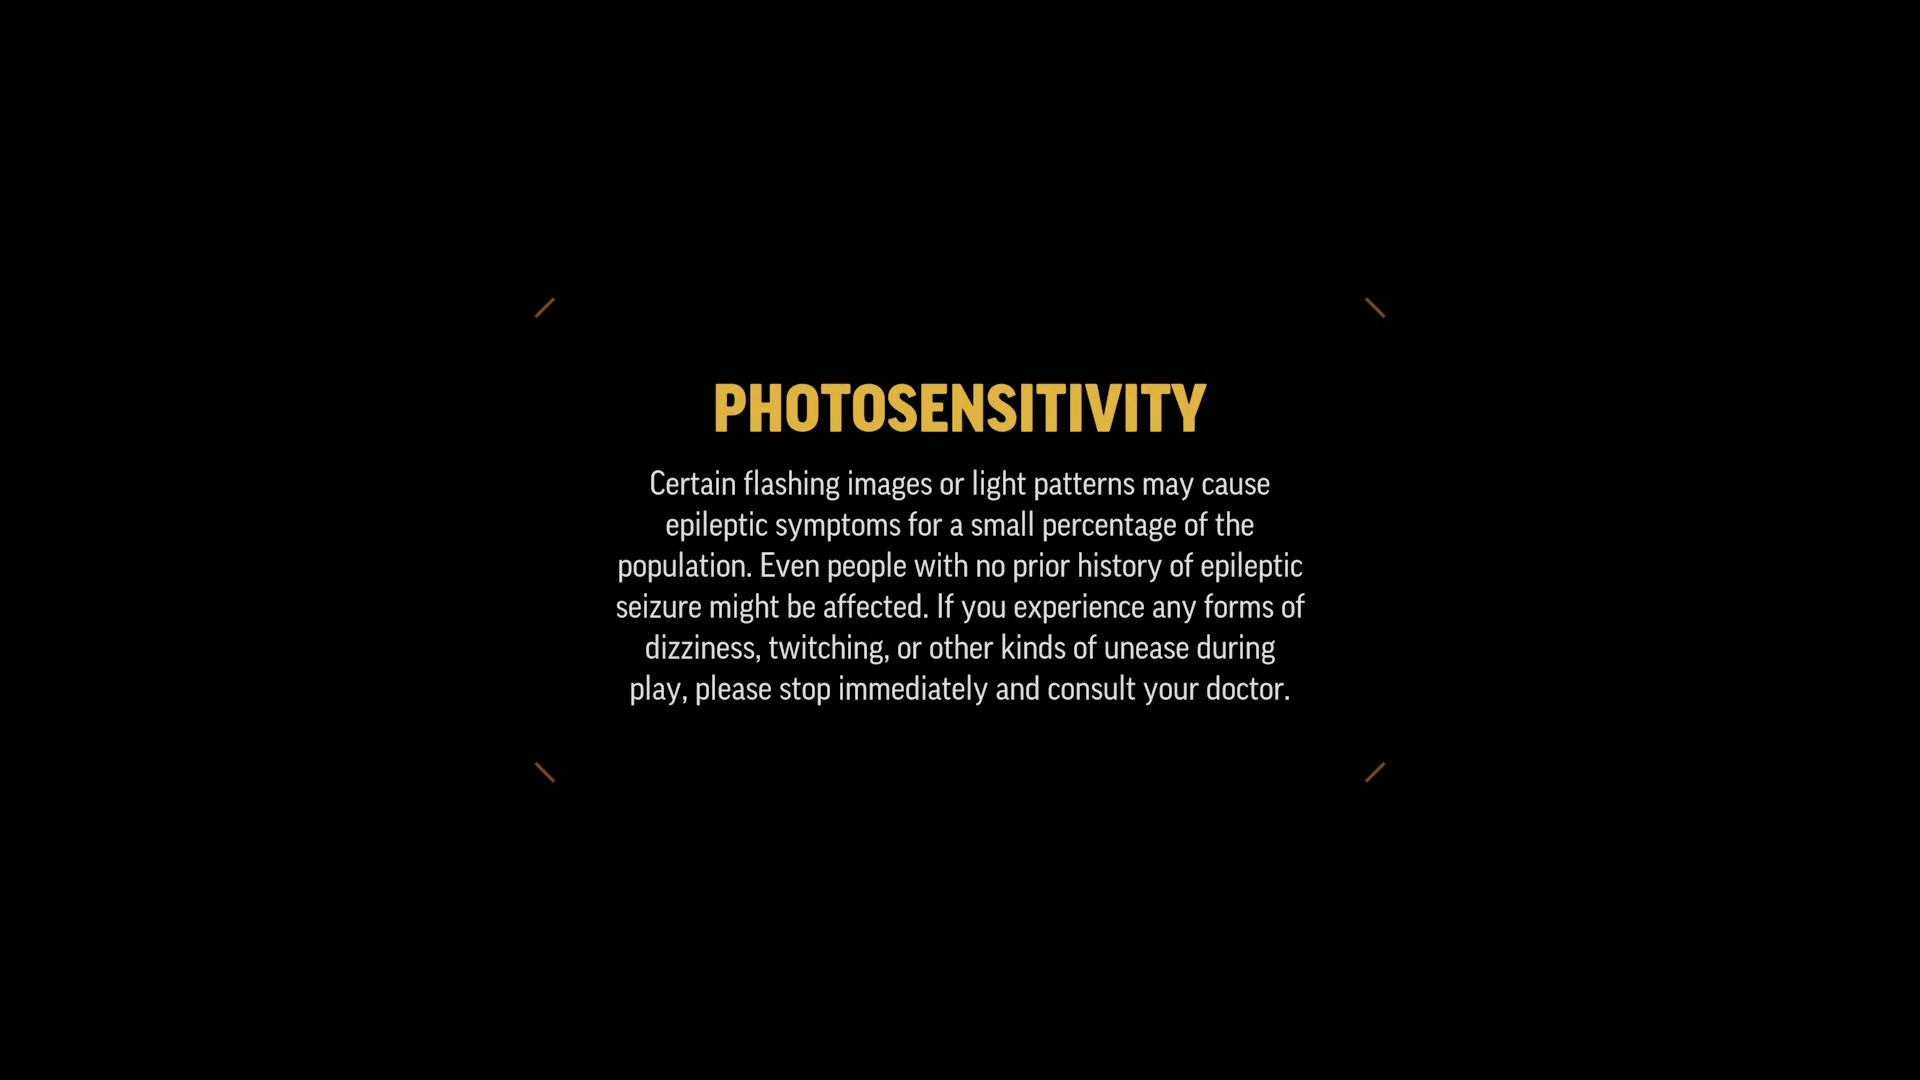 PHOTOSENSITIVITY
Certain flashing images or light patterns may cause
epileptic symptoms for a small percentage of the
population. Even people with no prior history of epileptic
seizure might be affected. If you experience any forms of
dizziness, twitching, or other kinds of unease during
play, please stop immediately and consult your doctor.